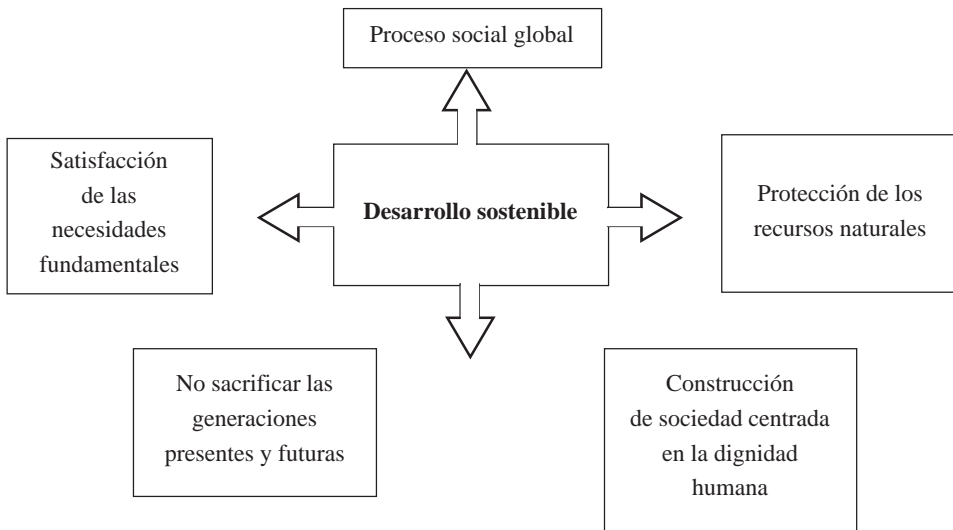 Proceso social global
Satisfacción
de las
necesidades
fundamentales
Desarrollo sostenible
Protección de los
recursos naturales
No sacrificar las
generaciones
presentes y futuras
Construcción
de sociedad centrada
en la dignidad
humana